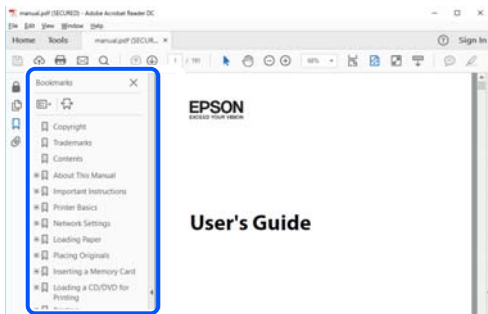 manual.pdf (SECURED) - Adobe Acrobat Reader DC
File Edit View Window Help
Home Tools manual.pdf (SECUR... × Sign In
1 / 191
Bookmarks
Copyright
Trademarks
Contents
About This Manual
Important Instructions
Printer Basics
Network Settings
Loading Paper
Placing Originals
Inserting a Memory Card
Loading a CD/DVD for
Printing
EPSON
EXCEED YOUR VISION
User's Guide